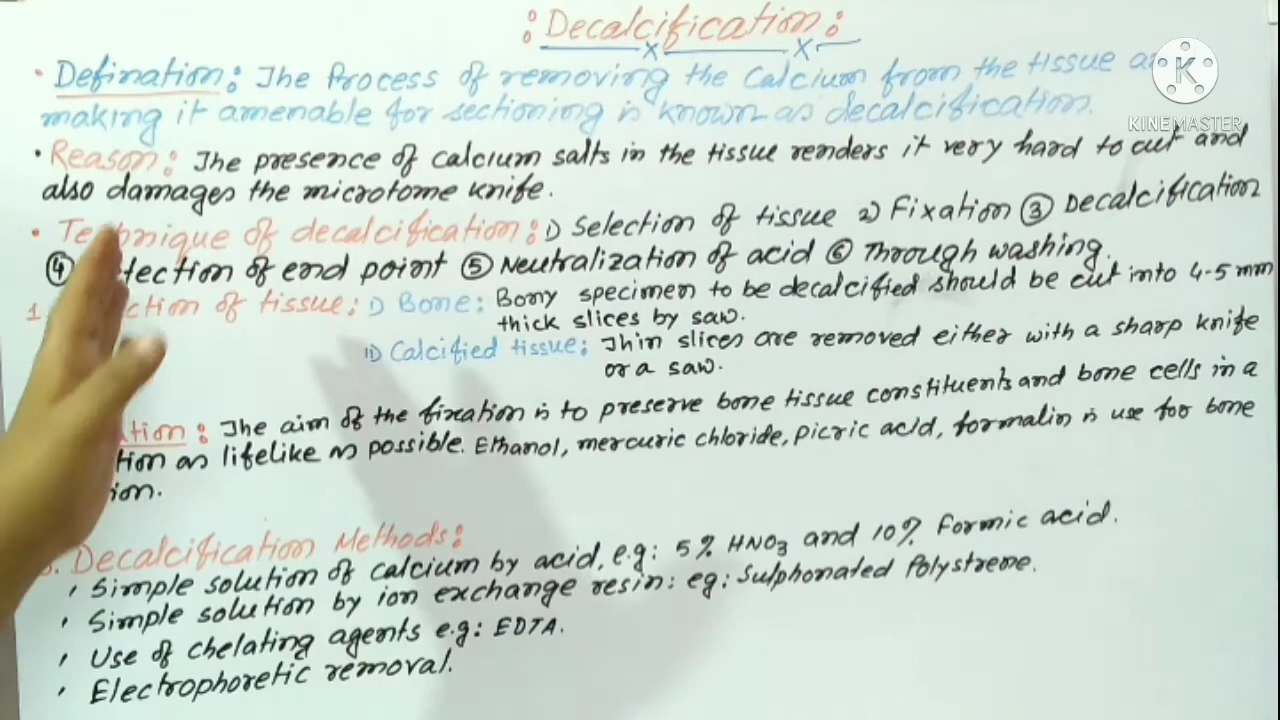 : Decalcification :
• Defination : The Process of removing the Calcium from the tissue
making it amenable for sectioning is known as decalcification.
• Reason : The presence of calcium salts in the tissue renders it very hard to cut and
also damages the microtome knife.
• Technique of decalcification : 1) Selection of tissue 2) Fixation ③ Decalcification
④ tection of end point ⑤ Neutralization of acid ⑥ Through washing.
1. ction of tissue : i) Bone : Bony specimen to be decalcified should be cut into 4-5 mm
thick slices by saw.
ii) Calcified tissue : Thin slices are removed either with a sharp knife
or a saw.
ation : The aim of the fixation is to preserve bone tissue constituents and bone cells in a
tion as lifelike as possible. Ethanol, mercuric chloride, picric acid, formalin is use for bone
ion.
3. Decalcification Methods :
Simple solution of calcium by acid, e.g : 5% HNO3 and 10% Formic acid.
Simple solution by ion exchange resin : eg : Sulphonated Polystreme.
Use of chelating agents e.g : EDTA.
Electrophoretic removal.
K
KINEMASTER